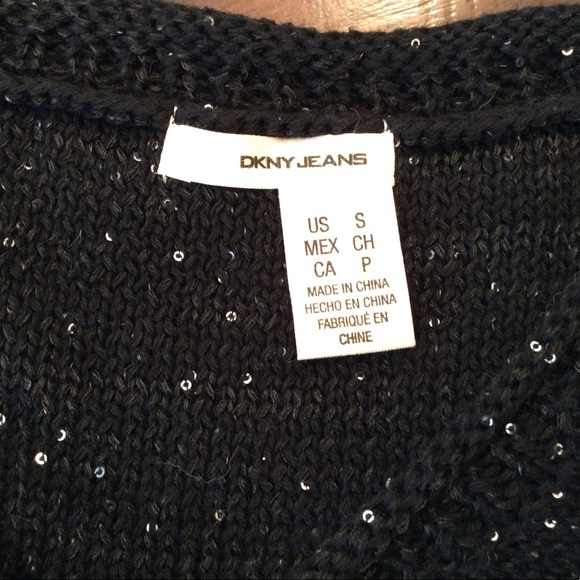 DKNY JEANS
US S
MEX CH
CA P
MADE IN CHINA
HECHO EN CHINA
FABRIQUÉ EN
CHINE